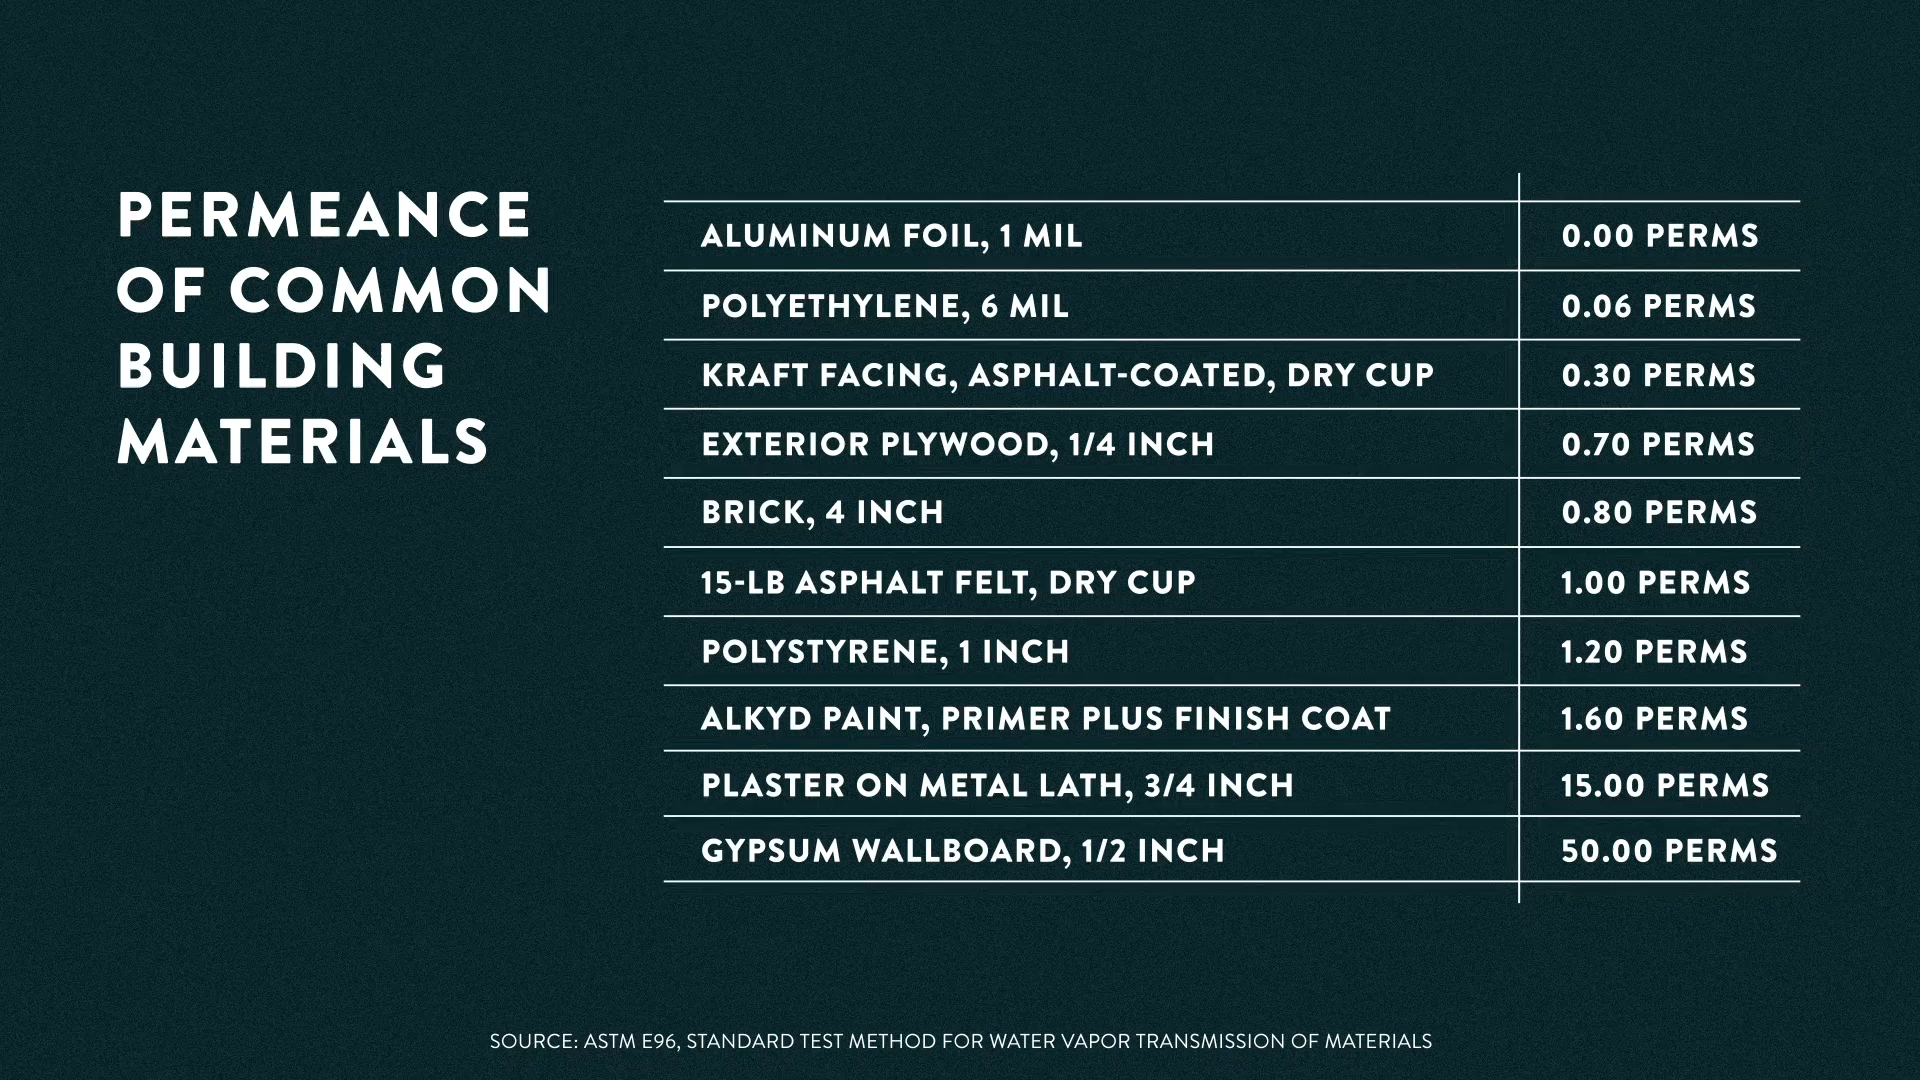 PERMEANCE
OF COMMON
BUILDING
MATERIALS
ALUMINUM FOIL, 1 MIL 0.00 PERMS
POLYETHYLENE, 6 MIL 0.06 PERMS
KRAFT FACING, ASPHALT-COATED, DRY CUP 0.30 PERMS
EXTERIOR PLYWOOD, 1/4 INCH 0.70 PERMS
BRICK, 4 INCH 0.80 PERMS
15-LB ASPHALT FELT, DRY CUP 1.00 PERMS
POLYSTYRENE, 1 INCH 1.20 PERMS
ALKYD PAINT, PRIMER PLUS FINISH COAT 1.60 PERMS
PLASTER ON METAL LATH, 3/4 INCH 15.00 PERMS
GYPSUM WALLBOARD, 1/2 INCH 50.00 PERMS
SOURCE: ASTM E96, STANDARD TEST METHOD FOR WATER VAPOR TRANSMISSION OF MATERIALS